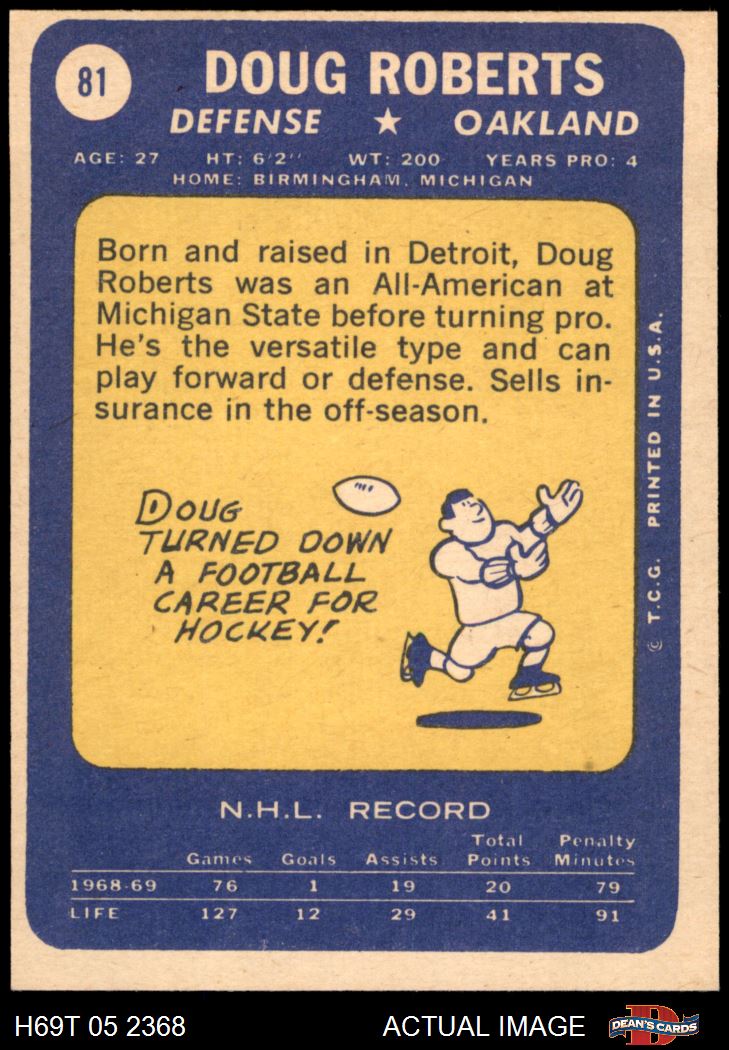 81
DOUG ROBERTS
DEFENSE ★ OAKLAND
AGE: 27 HT: 6'2'' WT: 200 YEARS PRO: 4
HOME: BIRMINGHAM, MICHIGAN
Born and raised in Detroit, Doug
Roberts was an All-American at
Michigan State before turning pro.
He's the versatile type and can
play forward or defense. Sells in-
surance in the off-season.
DOUG
TURNED DOWN
A FOOTBALL
CAREER FOR
HOCKEY!
© T.C.G. PRINTED IN U.S.A.
N.H.L. RECORD
Games Goals Assists Total Points Penalty Minutes
1968-69 76 1 19 20 79
LIFE 127 12 29 41 91
H69T 05 2368 ACTUAL IMAGE
D
DEAN'S CARDS